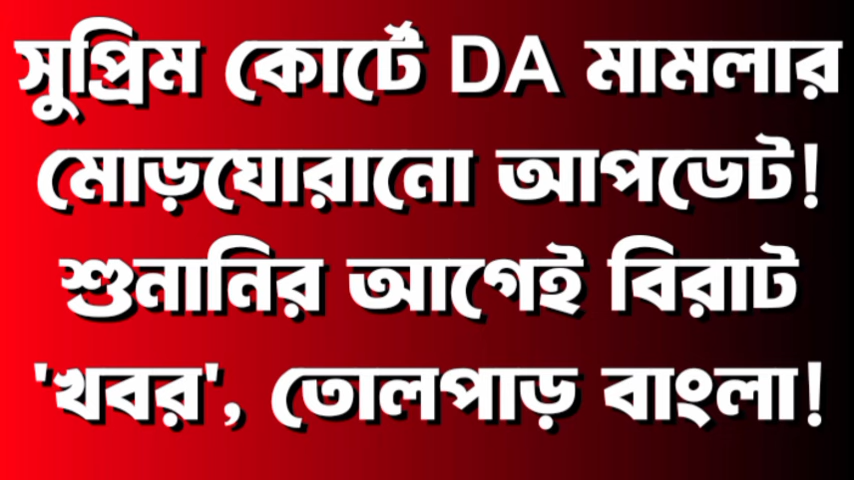 সুপ্রিম কোর্টে DA মামলার
মোড়ঘোরানো আপডেট!
শুনানির আগেই বিরাট
'খবর', তোলপাড় বাংলা!